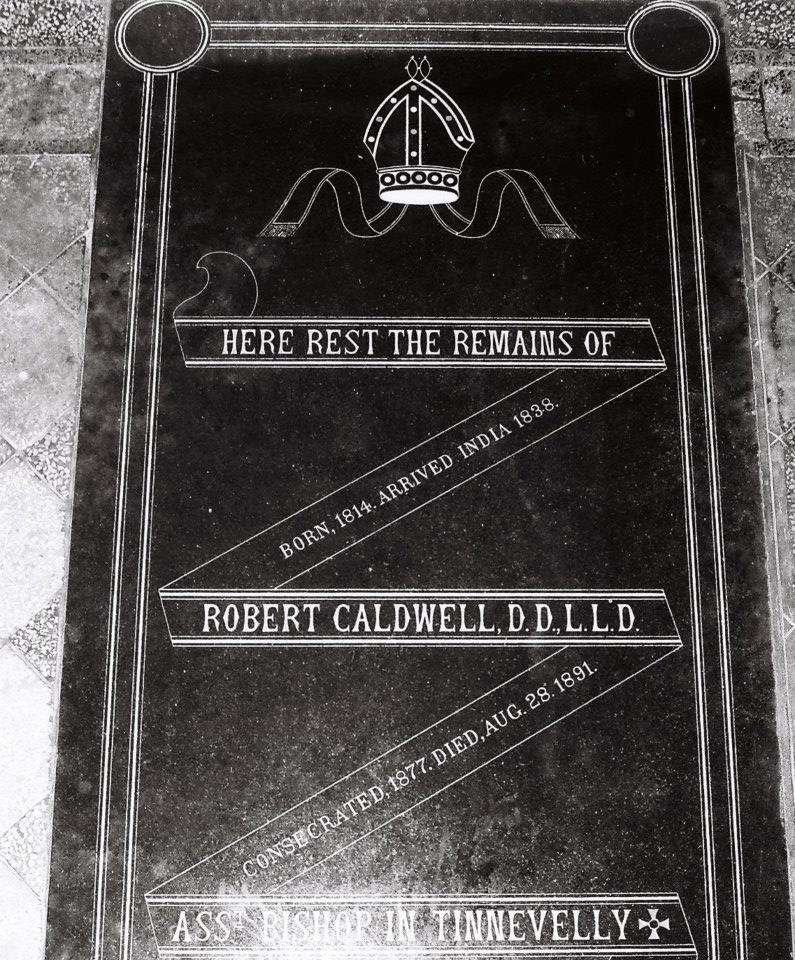 HERE REST THE REMAINS OF
BORN, 1814. ARRIVED INDIA 1838.
ROBERT CALDWELL, D.D., L.L.D.
CONSECRATED, 1877. DIED, AUG. 28. 1891.
ASST BISHOP IN TINNEVELLY